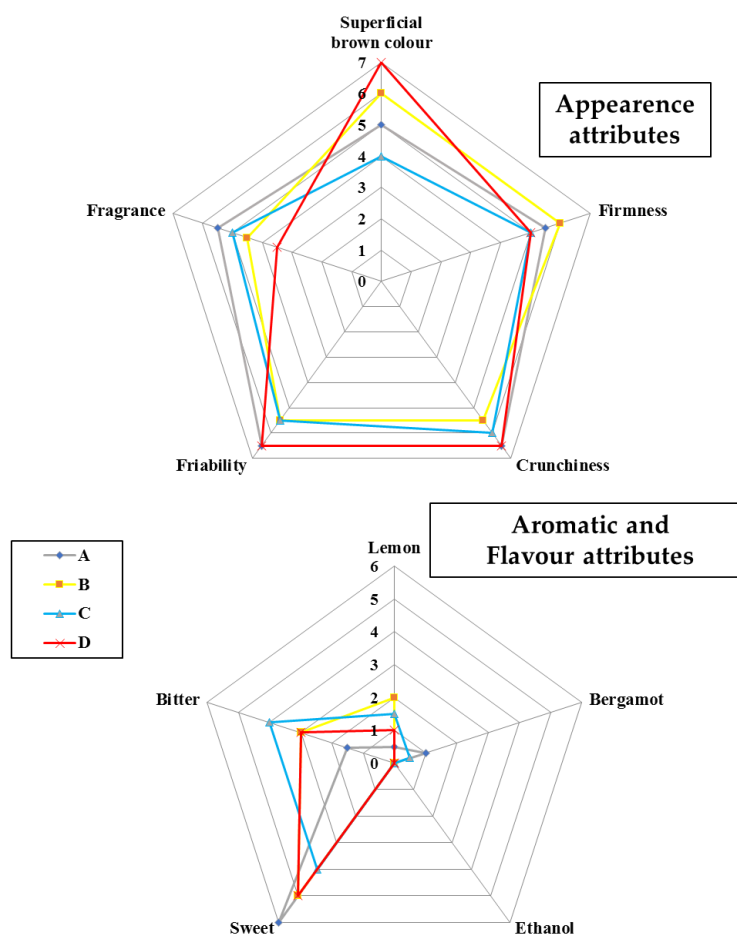 Superficial
brown colour
7
6
5
4
3
2
1
0
Appearence
attributes
Fragrance
Firmness
Friability
Crunchiness
Aromatic and
Flavour attributes
A
B
C
D
Lemon
6
5
4
3
2
1
0
Bitter
Bergamot
Sweet
Ethanol